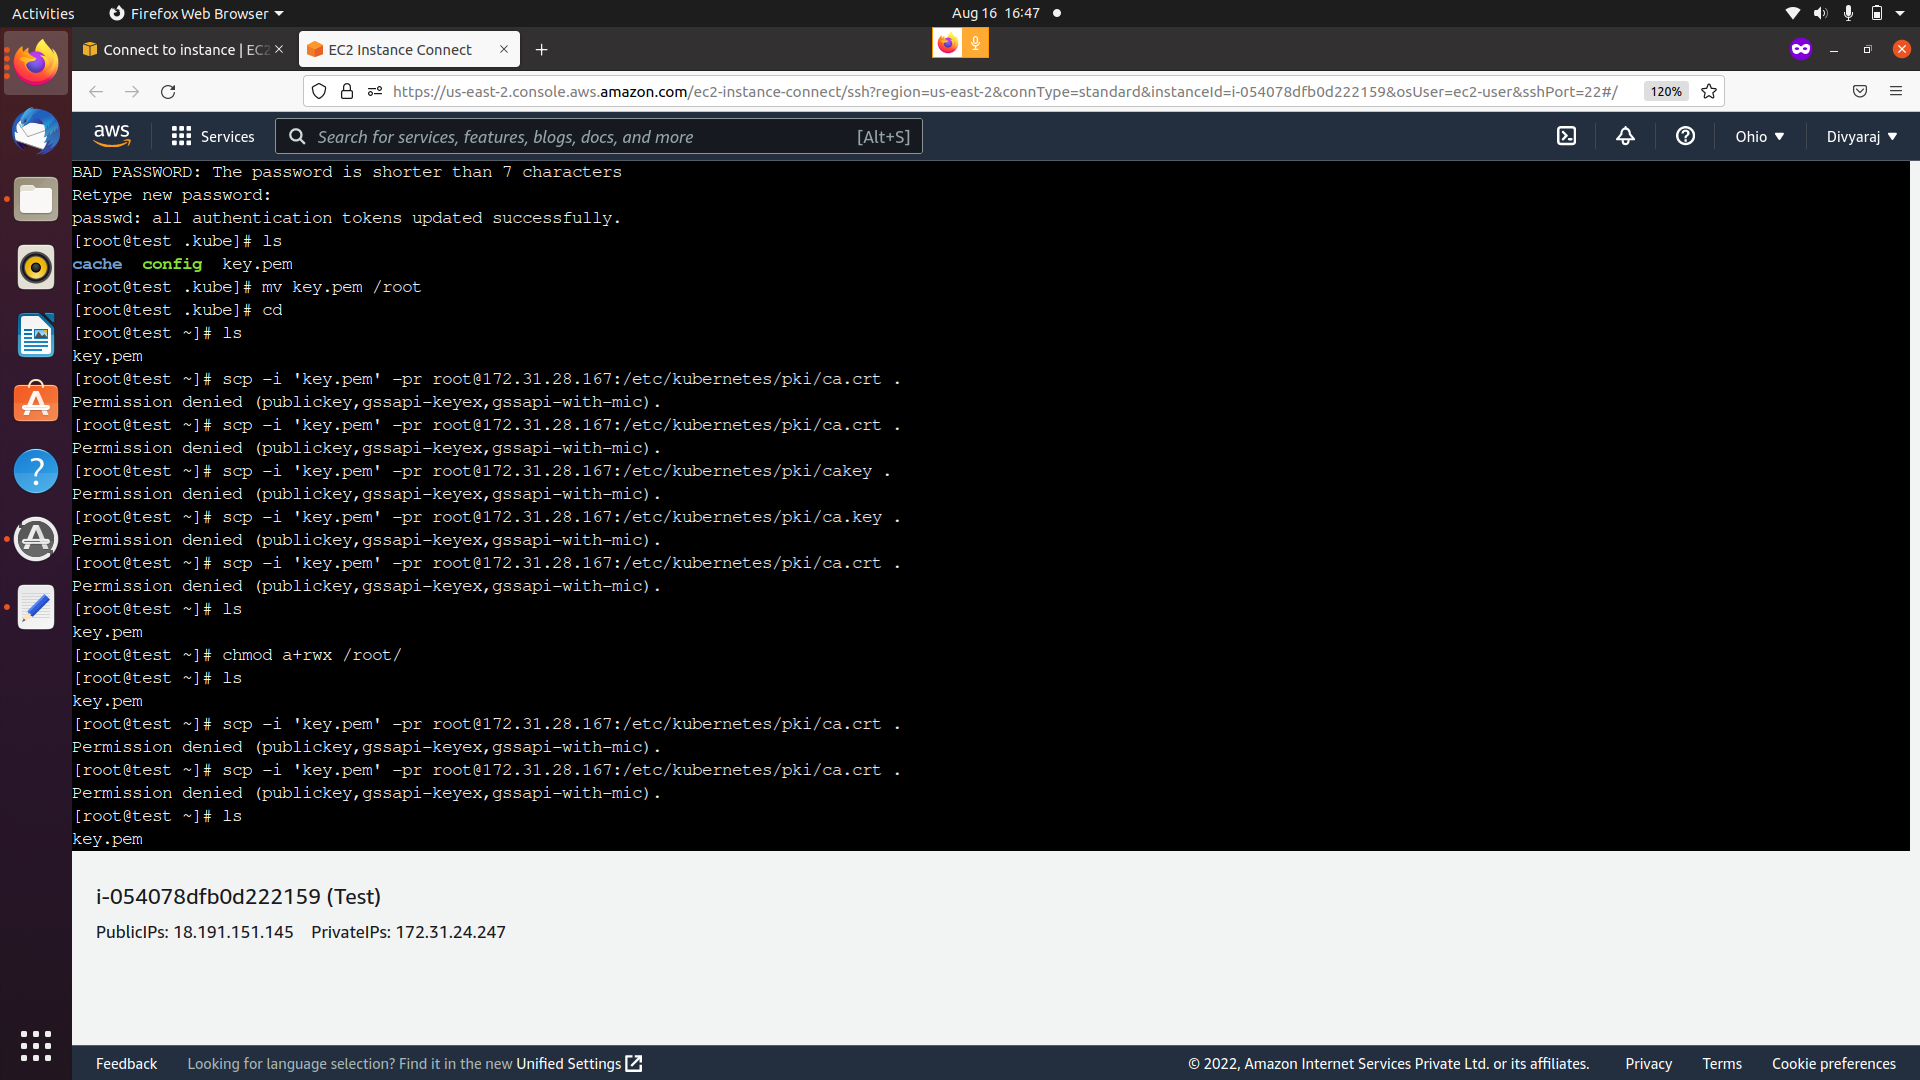 Activities
Firefox Web Browser
Aug 16 16:47
Connect to instance | EC2
EC2 Instance Connect
https://us-east-2.console.aws.amazon.com/ec2-instance-connect/ssh?region=us-east-2&connType=standard&instanceId=i-054078dfb0d222159&osUser=ec2-user&sshPort=22#/
120%
aws
Services
Search for services, features, blogs, docs, and more
[Alt+S]
Ohio
Divyaraj
BAD PASSWORD: The password is shorter than 7 characters
Retype new password:
passwd: all authentication tokens updated successfully.
[root@test .kube]# ls
cache config key.pem
[root@test .kube]# mv key.pem /root
[root@test .kube]# cd
[root@test ~]# ls
key.pem
[root@test ~]# scp -i 'key.pem' -pr root@172.31.28.167:/etc/kubernetes/pki/ca.crt .
Permission denied (publickey,gssapi-keyex,gssapi-with-mic).
[root@test ~]# scp -i 'key.pem' -pr root@172.31.28.167:/etc/kubernetes/pki/ca.crt .
Permission denied (publickey,gssapi-keyex,gssapi-with-mic).
[root@test ~]# scp -i 'key.pem' -pr root@172.31.28.167:/etc/kubernetes/pki/cakey .
Permission denied (publickey,gssapi-keyex,gssapi-with-mic).
[root@test ~]# scp -i 'key.pem' -pr root@172.31.28.167:/etc/kubernetes/pki/ca.key .
Permission denied (publickey,gssapi-keyex,gssapi-with-mic).
[root@test ~]# scp -i 'key.pem' -pr root@172.31.28.167:/etc/kubernetes/pki/ca.crt .
Permission denied (publickey,gssapi-keyex,gssapi-with-mic).
[root@test ~]# ls
key.pem
[root@test ~]# chmod a+rwx /root/
[root@test ~]# ls
key.pem
[root@test ~]# scp -i 'key.pem' -pr root@172.31.28.167:/etc/kubernetes/pki/ca.crt .
Permission denied (publickey,gssapi-keyex,gssapi-with-mic).
[root@test ~]# scp -i 'key.pem' -pr root@172.31.28.167:/etc/kubernetes/pki/ca.crt .
Permission denied (publickey,gssapi-keyex,gssapi-with-mic).
[root@test ~]# ls
key.pem
i-054078dfb0d222159 (Test)
PublicIPs: 18.191.151.145 PrivateIPs: 172.31.24.247
Feedback
Looking for language selection? Find it in the new Unified Settings
© 2022, Amazon Internet Services Private Ltd. or its affiliates.
Privacy
Terms
Cookie preferences